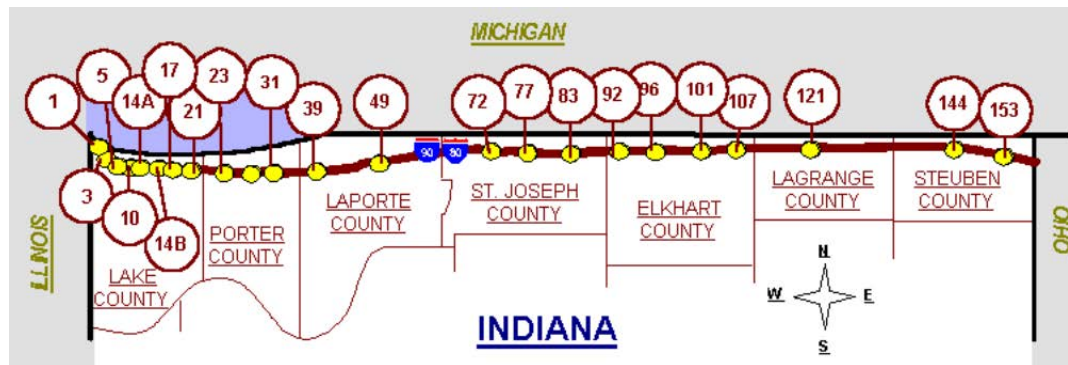 MICHIGAN
1
5
14A
17
21
23
31
39
49
72
77
83
92
96
101
107
121
144
153
90
80
3
10
14B
ILLINOIS
OHIO
LAKE
COUNTY
PORTER
COUNTY
LAPORTE
COUNTY
ST. JOSEPH
COUNTY
ELKHART
COUNTY
LAGRANGE
COUNTY
STEUBEN
COUNTY
N
W
E
S
INDIANA